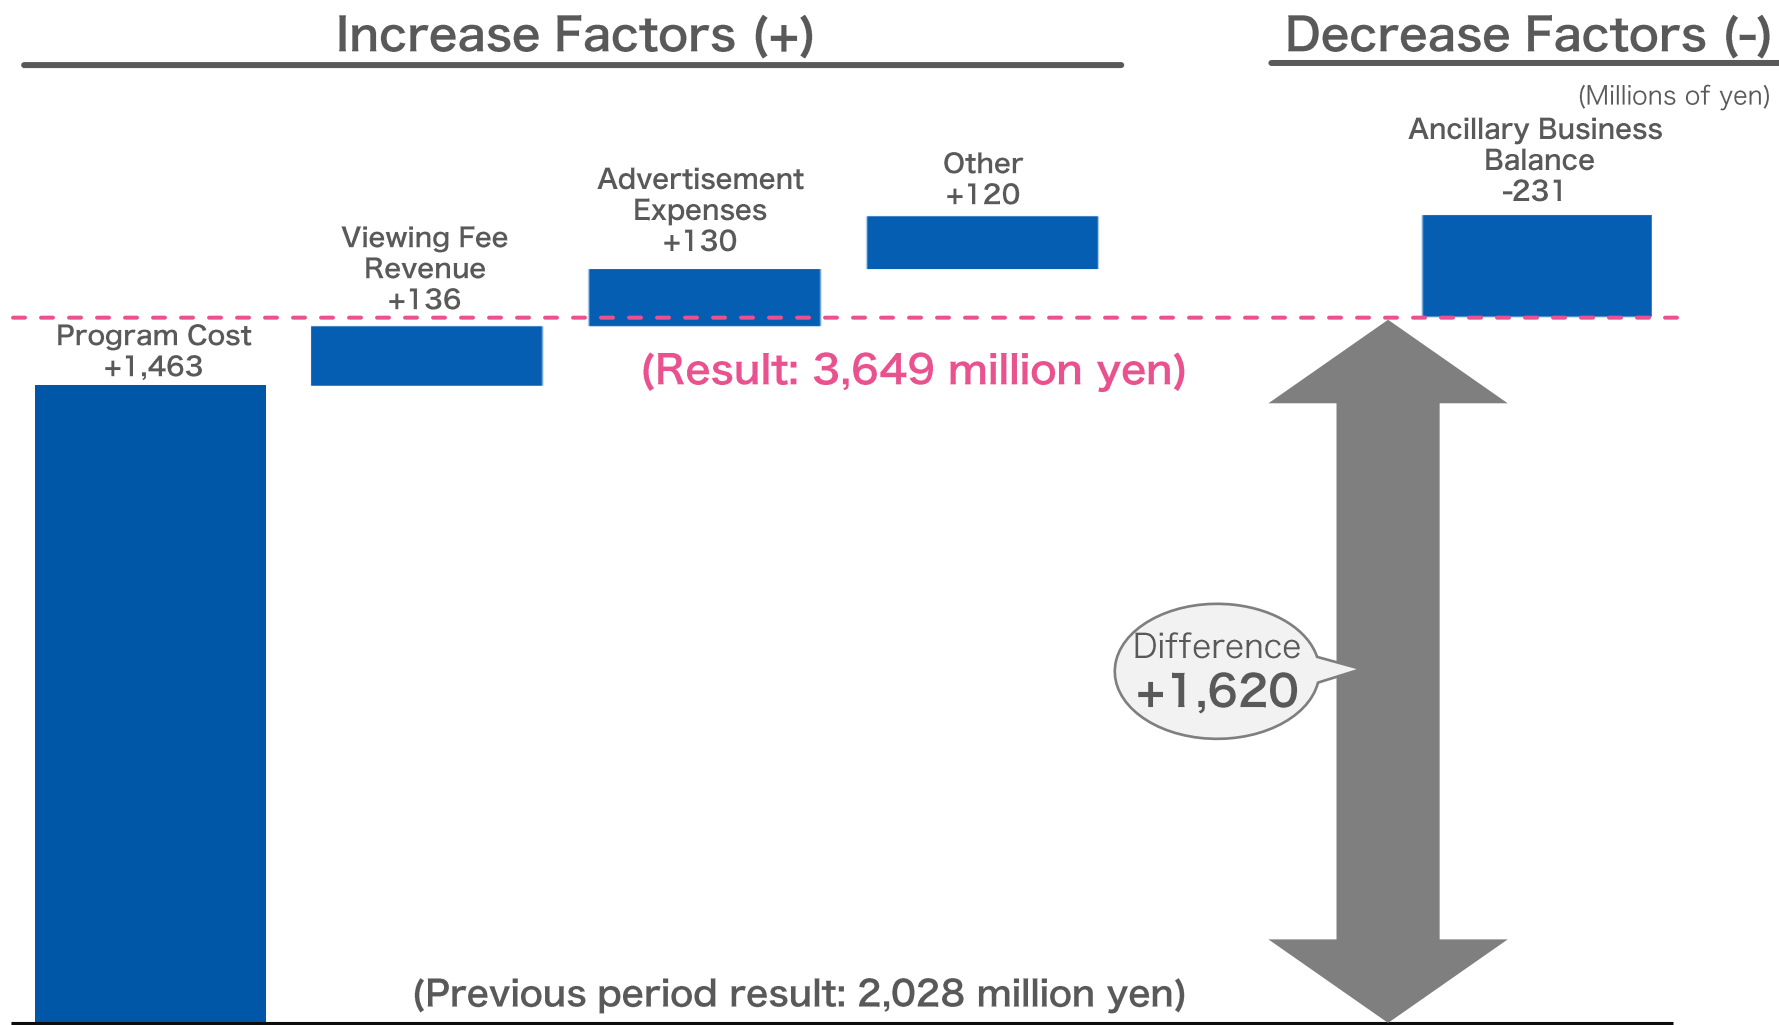 Increase Factors (+)
Decrease Factors (-)
(Millions of yen)
Program Cost
+1,463
Viewing Fee
Revenue
+136
Advertisement
Expenses
+130
Other
+120
Ancillary Business
Balance
-231
(Result: 3,649 million yen)
Difference
+1,620
(Previous period result: 2,028 million yen)